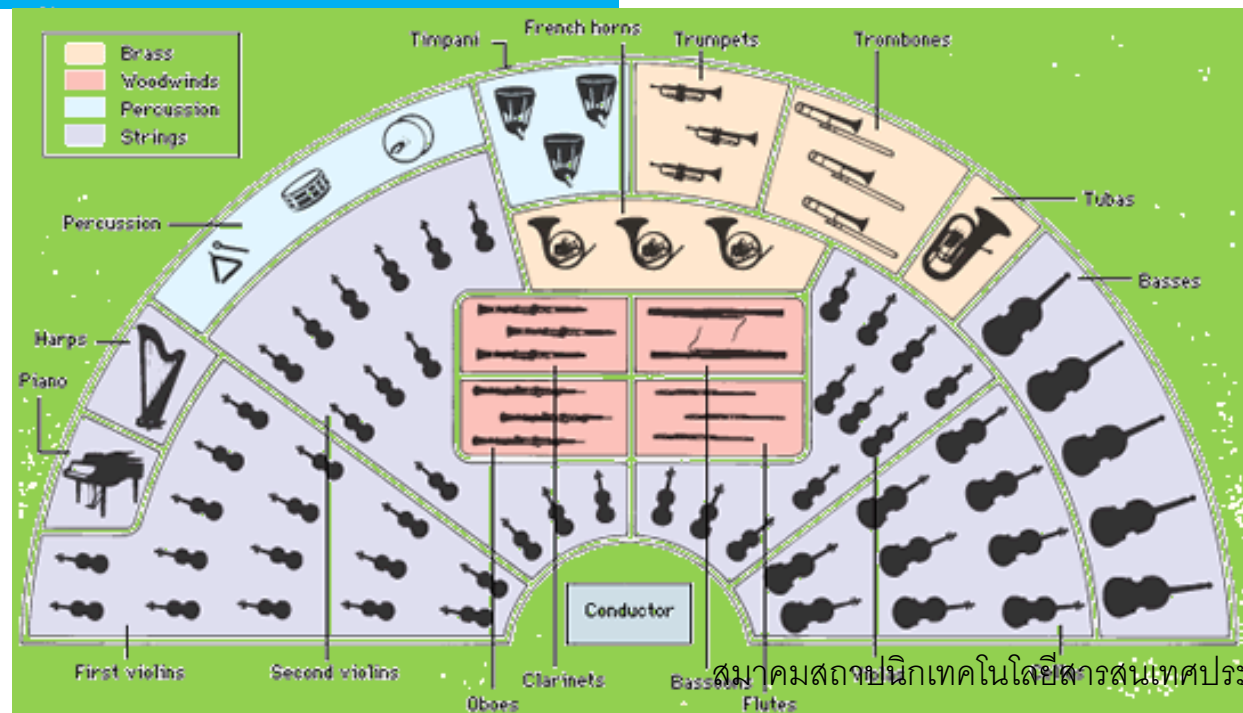 Brass
Woodwinds
Percussion
Strings
Timpani
French horns
Trumpets
Trombones
Tubas
Basses
Percussion
Harps
Piano
Conductor
First violins
Second violins
Oboes
Clarinets
Bassoons
Flutes
สมาคมสถาปนิกเทคโนโลยีสารสนเทศประ